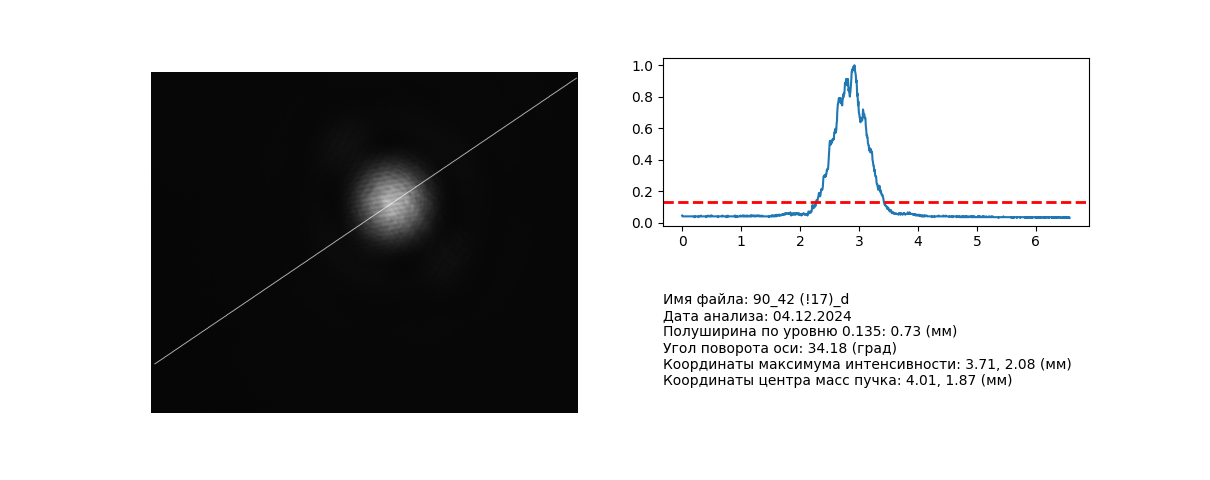 1.0
0.8
0.6
0.4
0.2
0.0
0 1 2 3 4 5 6
Имя файла: 90_42 (!17)_d
Дата анализа: 04.12.2024
Полуширина по уровню 0.135: 0.73 (мм)
Угол поворота оси: 34.18 (град)
Координаты максимума интенсивности: 3.71, 2.08 (мм)
Координаты центра масс пучка: 4.01, 1.87 (мм)